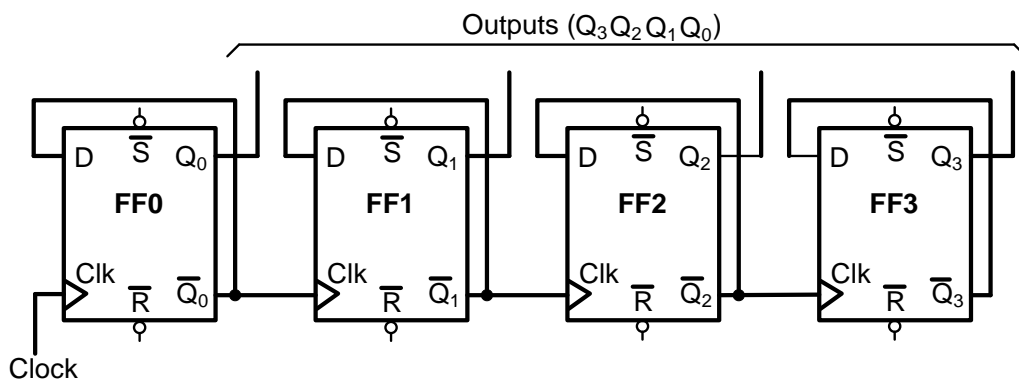 Outputs (Q₃Q₂Q₁Q₀)
D S̅ Q₀ D S̅ Q₁ D S̅ Q₂ D S̅ Q₃
FF0 FF1 FF2 FF3
Clk Clk Clk Clk
R̅ Q̅₀ R̅ Q̅₁ R̅ Q̅₂ R̅ Q̅₃
Clock